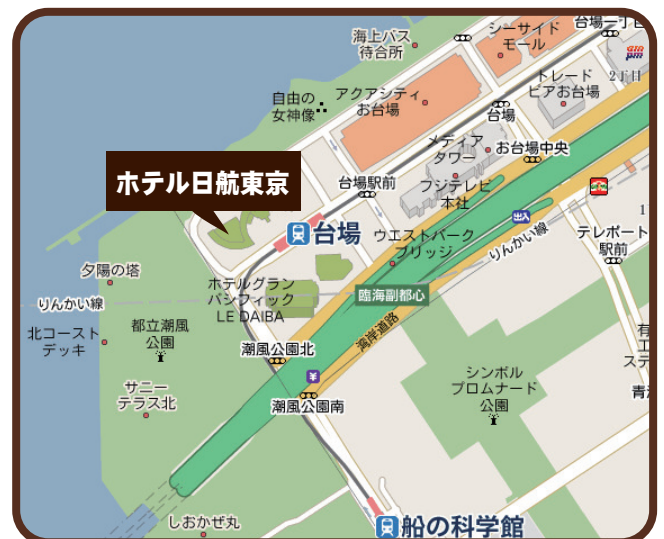 台場一丁目
シーサイド
モール
海上バス
待合所
am
pm
トレード
ピアお台場
2丁目
自由の
女神像
アクアシティ
お台場
台場
メディア
タワー
お台場中央
ホテル日航東京
台場駅前
フジテレビ
本社
出入
台場
ウエストパーク
ブリッジ
りんかい線
テレポート
駅前
夕陽の塔
ホテルグラン
パシフィック
LE DAIBA
臨海副都心
りんかい線
北コースト
デッキ
都立潮風
公園
潮風公園北
湾岸道路
シンボル
プロムナード
公園
サニー
テラス北
¥
潮風公園南
しおかぜ丸
船の科学館